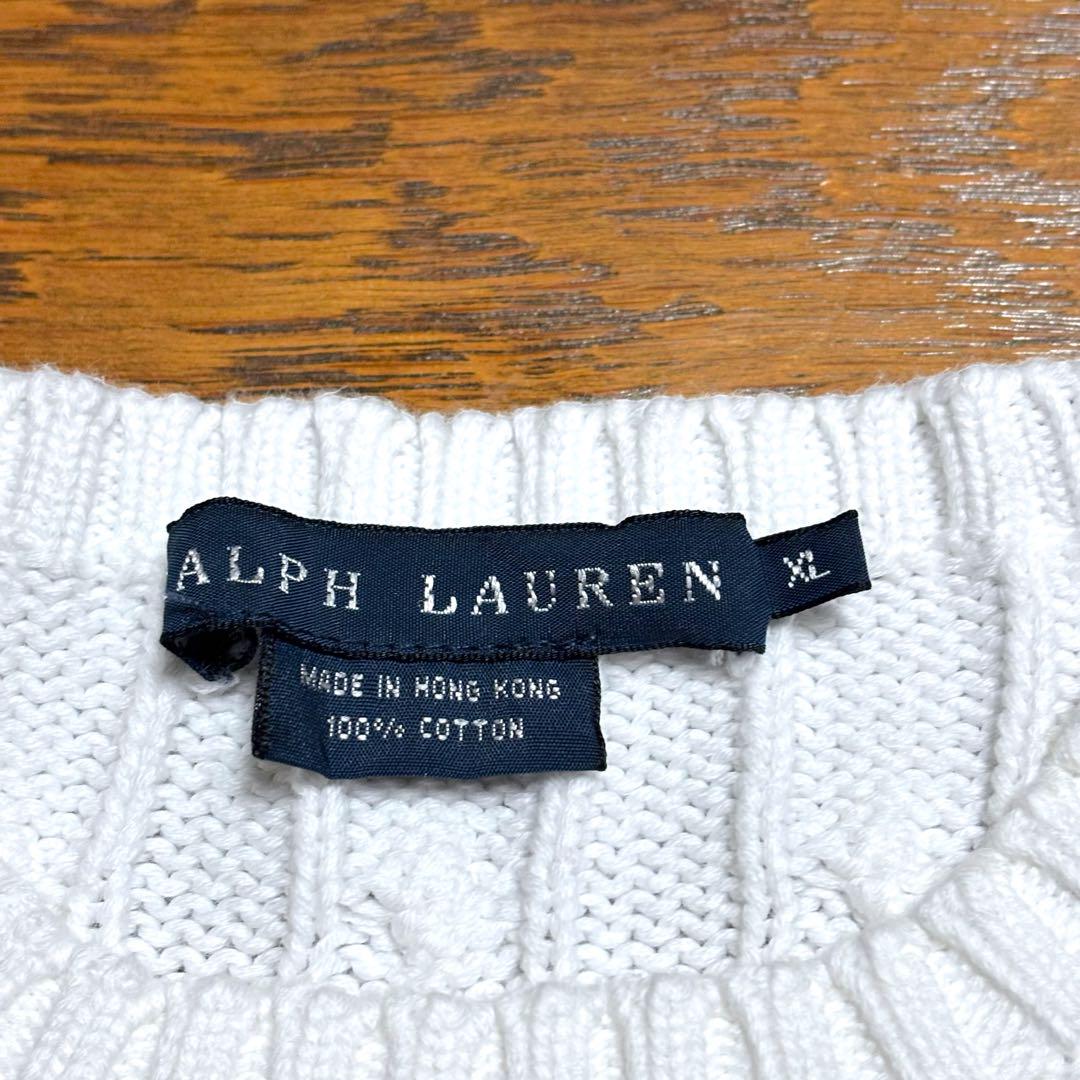 ALPH LAUREN
XL
MADE IN HONG KONG
100% COTTON